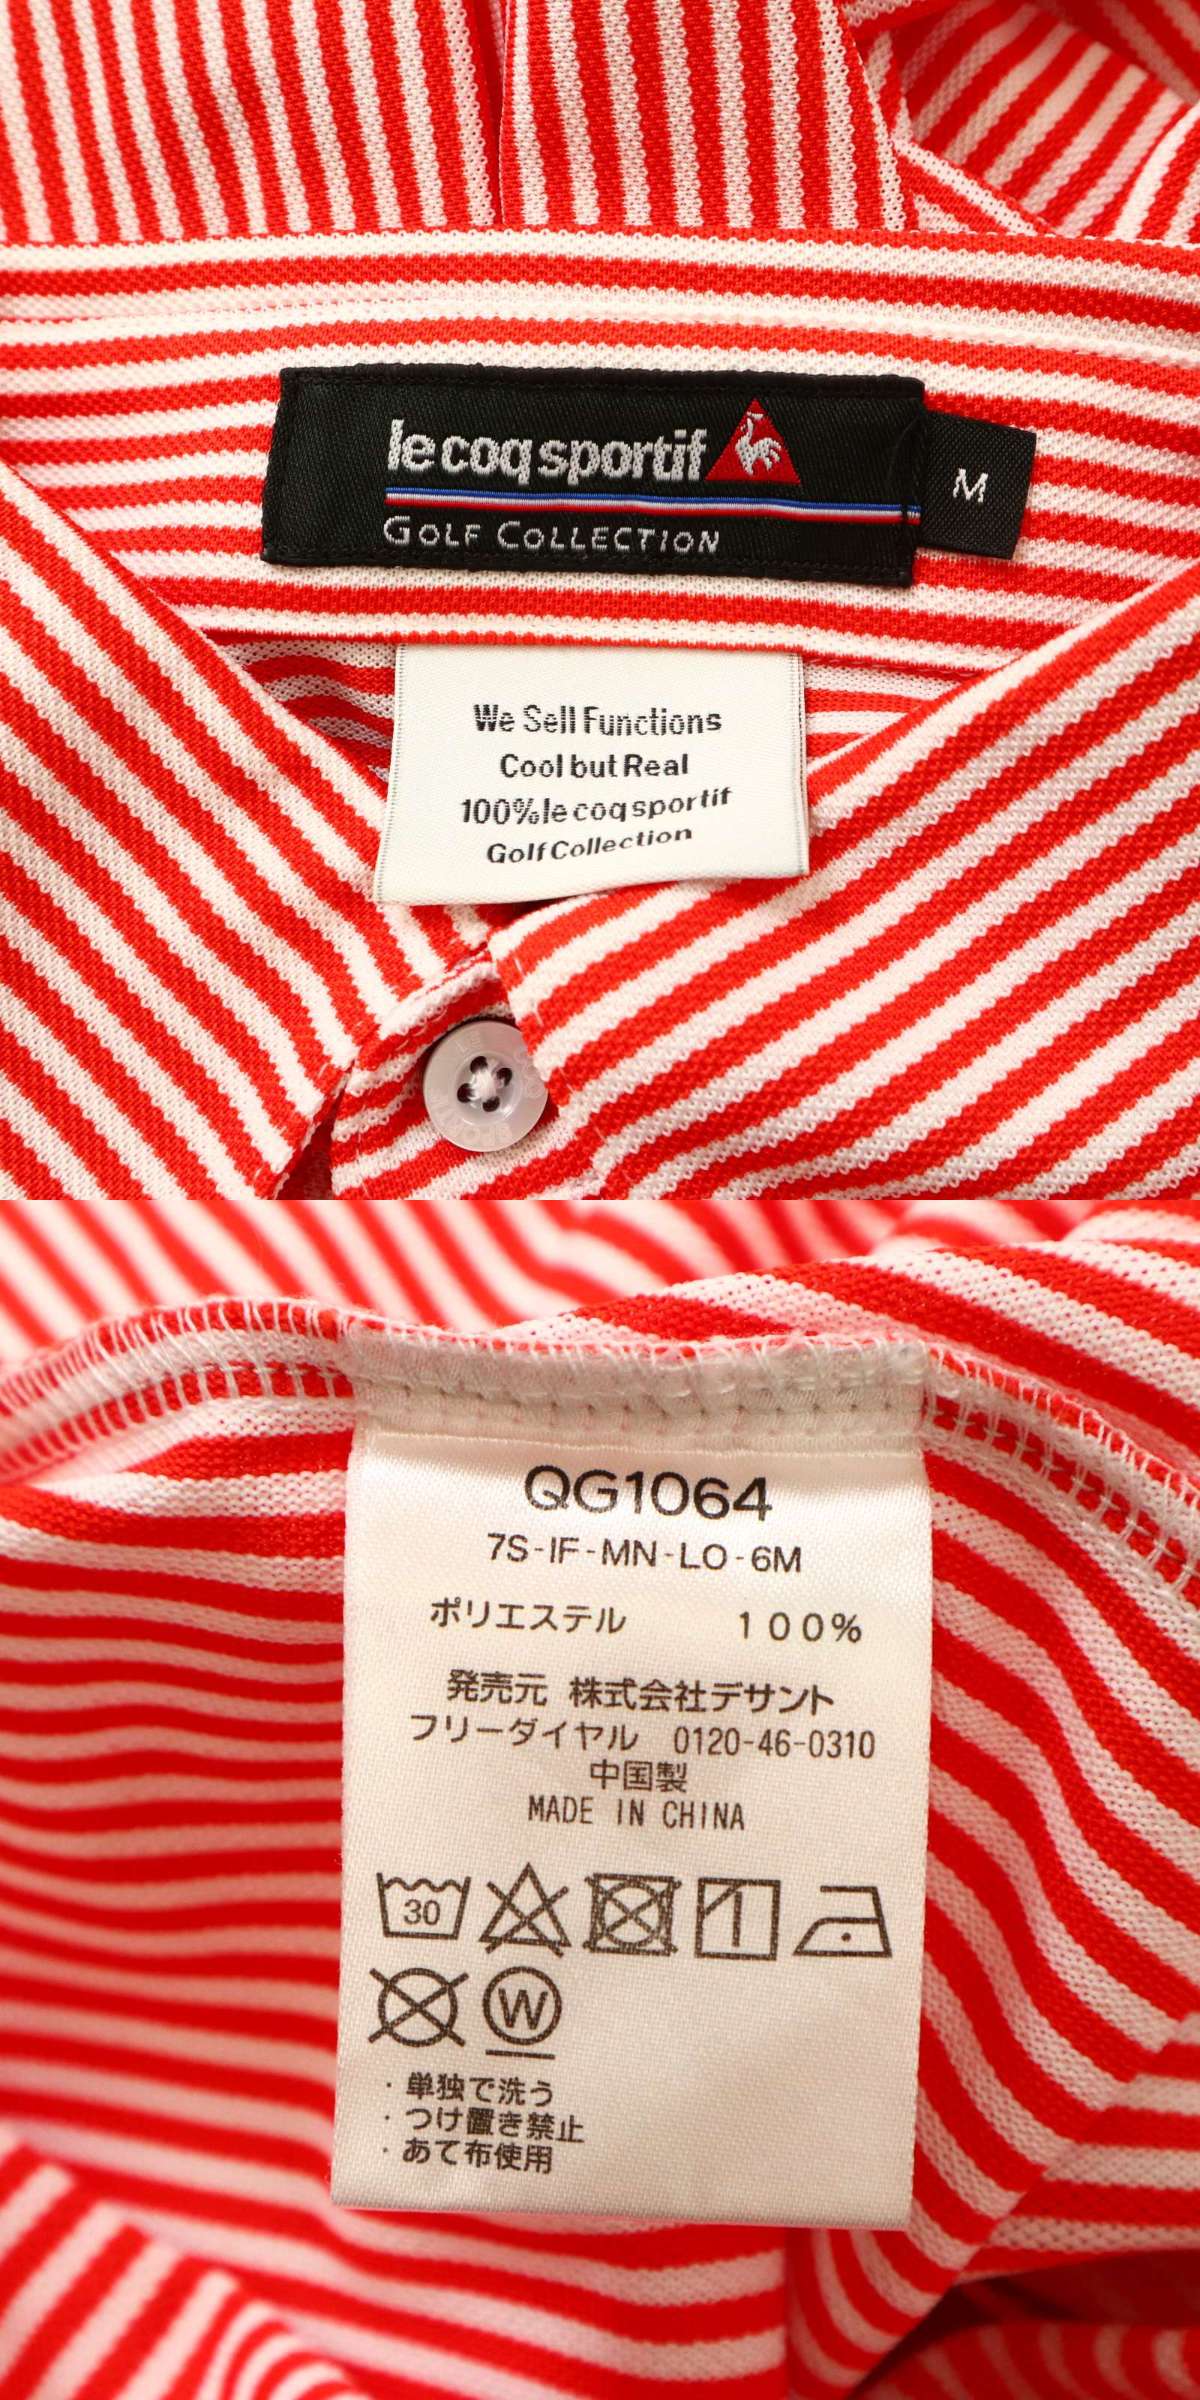 le coq sportif
GOLF COLLECTION
M
We Sell Functions
Cool but Real
100% le coq sportif
Golf Collection
QG1064
7S-IF-MN-LO-6M
ポリエステル 100%
発売元 株式会社デサント
フリーダイヤル 0120-46-0310
中国製
MADE IN CHINA
30
W
・単独で洗う
・つけ置き禁止
・あて布使用